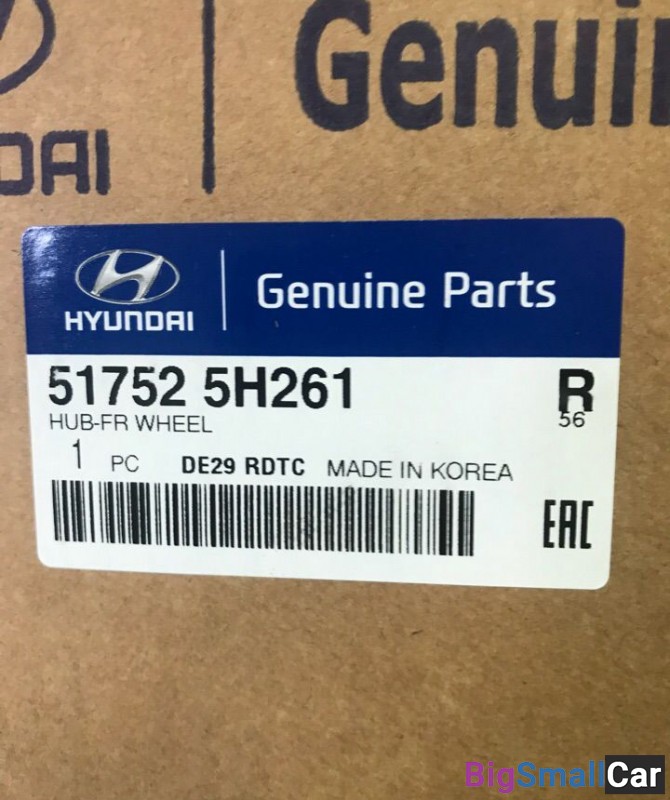 Genui
DAI
HYUNDAI
Genuine Parts
51752 5H261
R
HUB-FR WHEEL
56
1 PC DE29 RDTC MADE IN KOREA
EAC
BigSmallCar